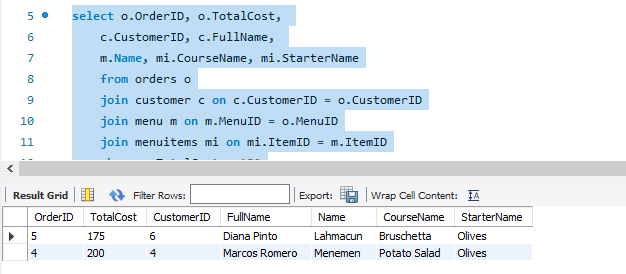 5 select o.OrderID, o.TotalCost,
6 c.CustomerID, c.FullName,
7 m.Name, mi.CourseName, mi.StarterName
8 from orders o
9 join customer c on c.CustomerID = o.CustomerID
10 join menu m on m.MenuID = o.MenuID
11 join menuitems mi on mi.ItemID = m.ItemID
Result Grid Filter Rows: Export: Wrap Cell Content: IA
OrderID TotalCost CustomerID FullName Name CourseName StarterName
5 175 6 Diana Pinto Lahmacun Bruschetta Olives
4 200 4 Marcos Romero Menemen Potato Salad Olives